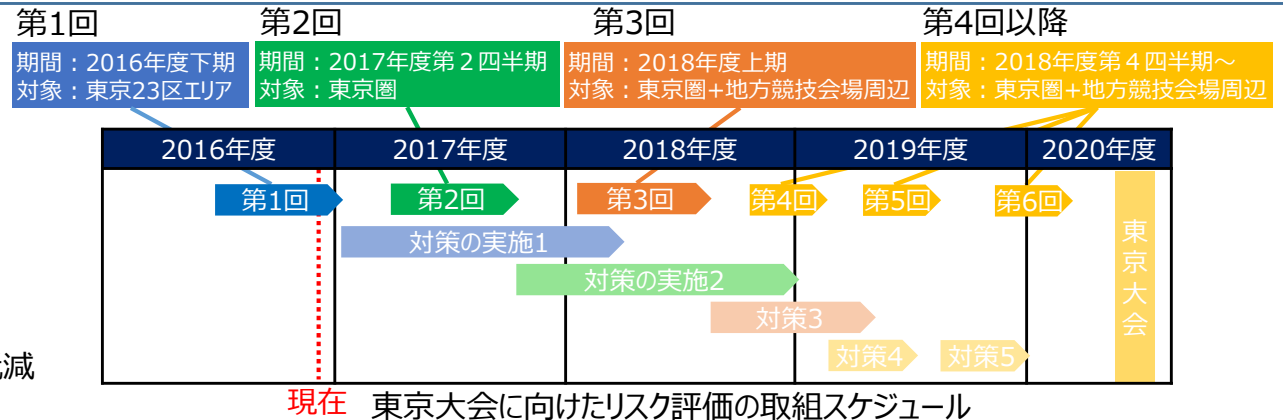 第1回
期間：2016年度下期
対象：東京23区エリア
第2回
期間：2017年度第２四半期
対象：東京圏
第3回
期間：2018年度上期
対象：東京圏+地方競技会場周辺
第4回以降
期間：2018年度第４四半期～
対象：東京圏+地方競技会場周辺
2016年度 2017年度 2018年度 2019年度 2020年度
第1回 第2回 第3回 第4回 第5回 第6回
対策の実施1
対策の実施2
対策3
対策4 対策5
東京大会
減
現在 東京大会に向けたリスク評価の取組スケジュール